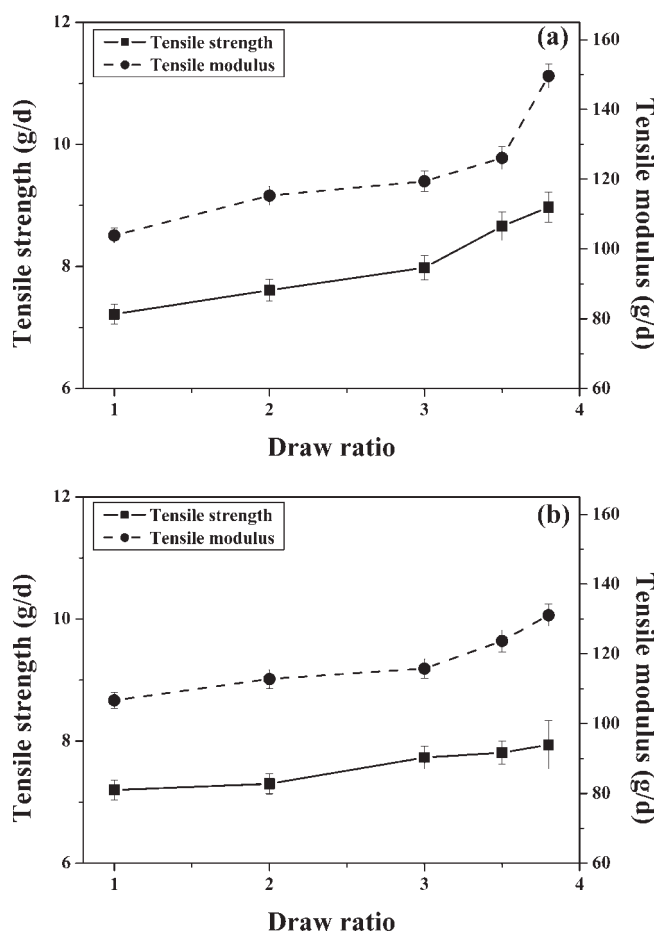 12
10
8
6
Tensile strength (g/d)
Tensile strength
Tensile modulus
(a)
160
140
120
100
80
60
Tensile modulus (g/d)
1 2 3 4
Draw ratio
12
10
8
6
Tensile strength (g/d)
Tensile strength
Tensile modulus
(b)
160
140
120
100
80
60
Tensile modulus (g/d)
1 2 3 4
Draw ratio